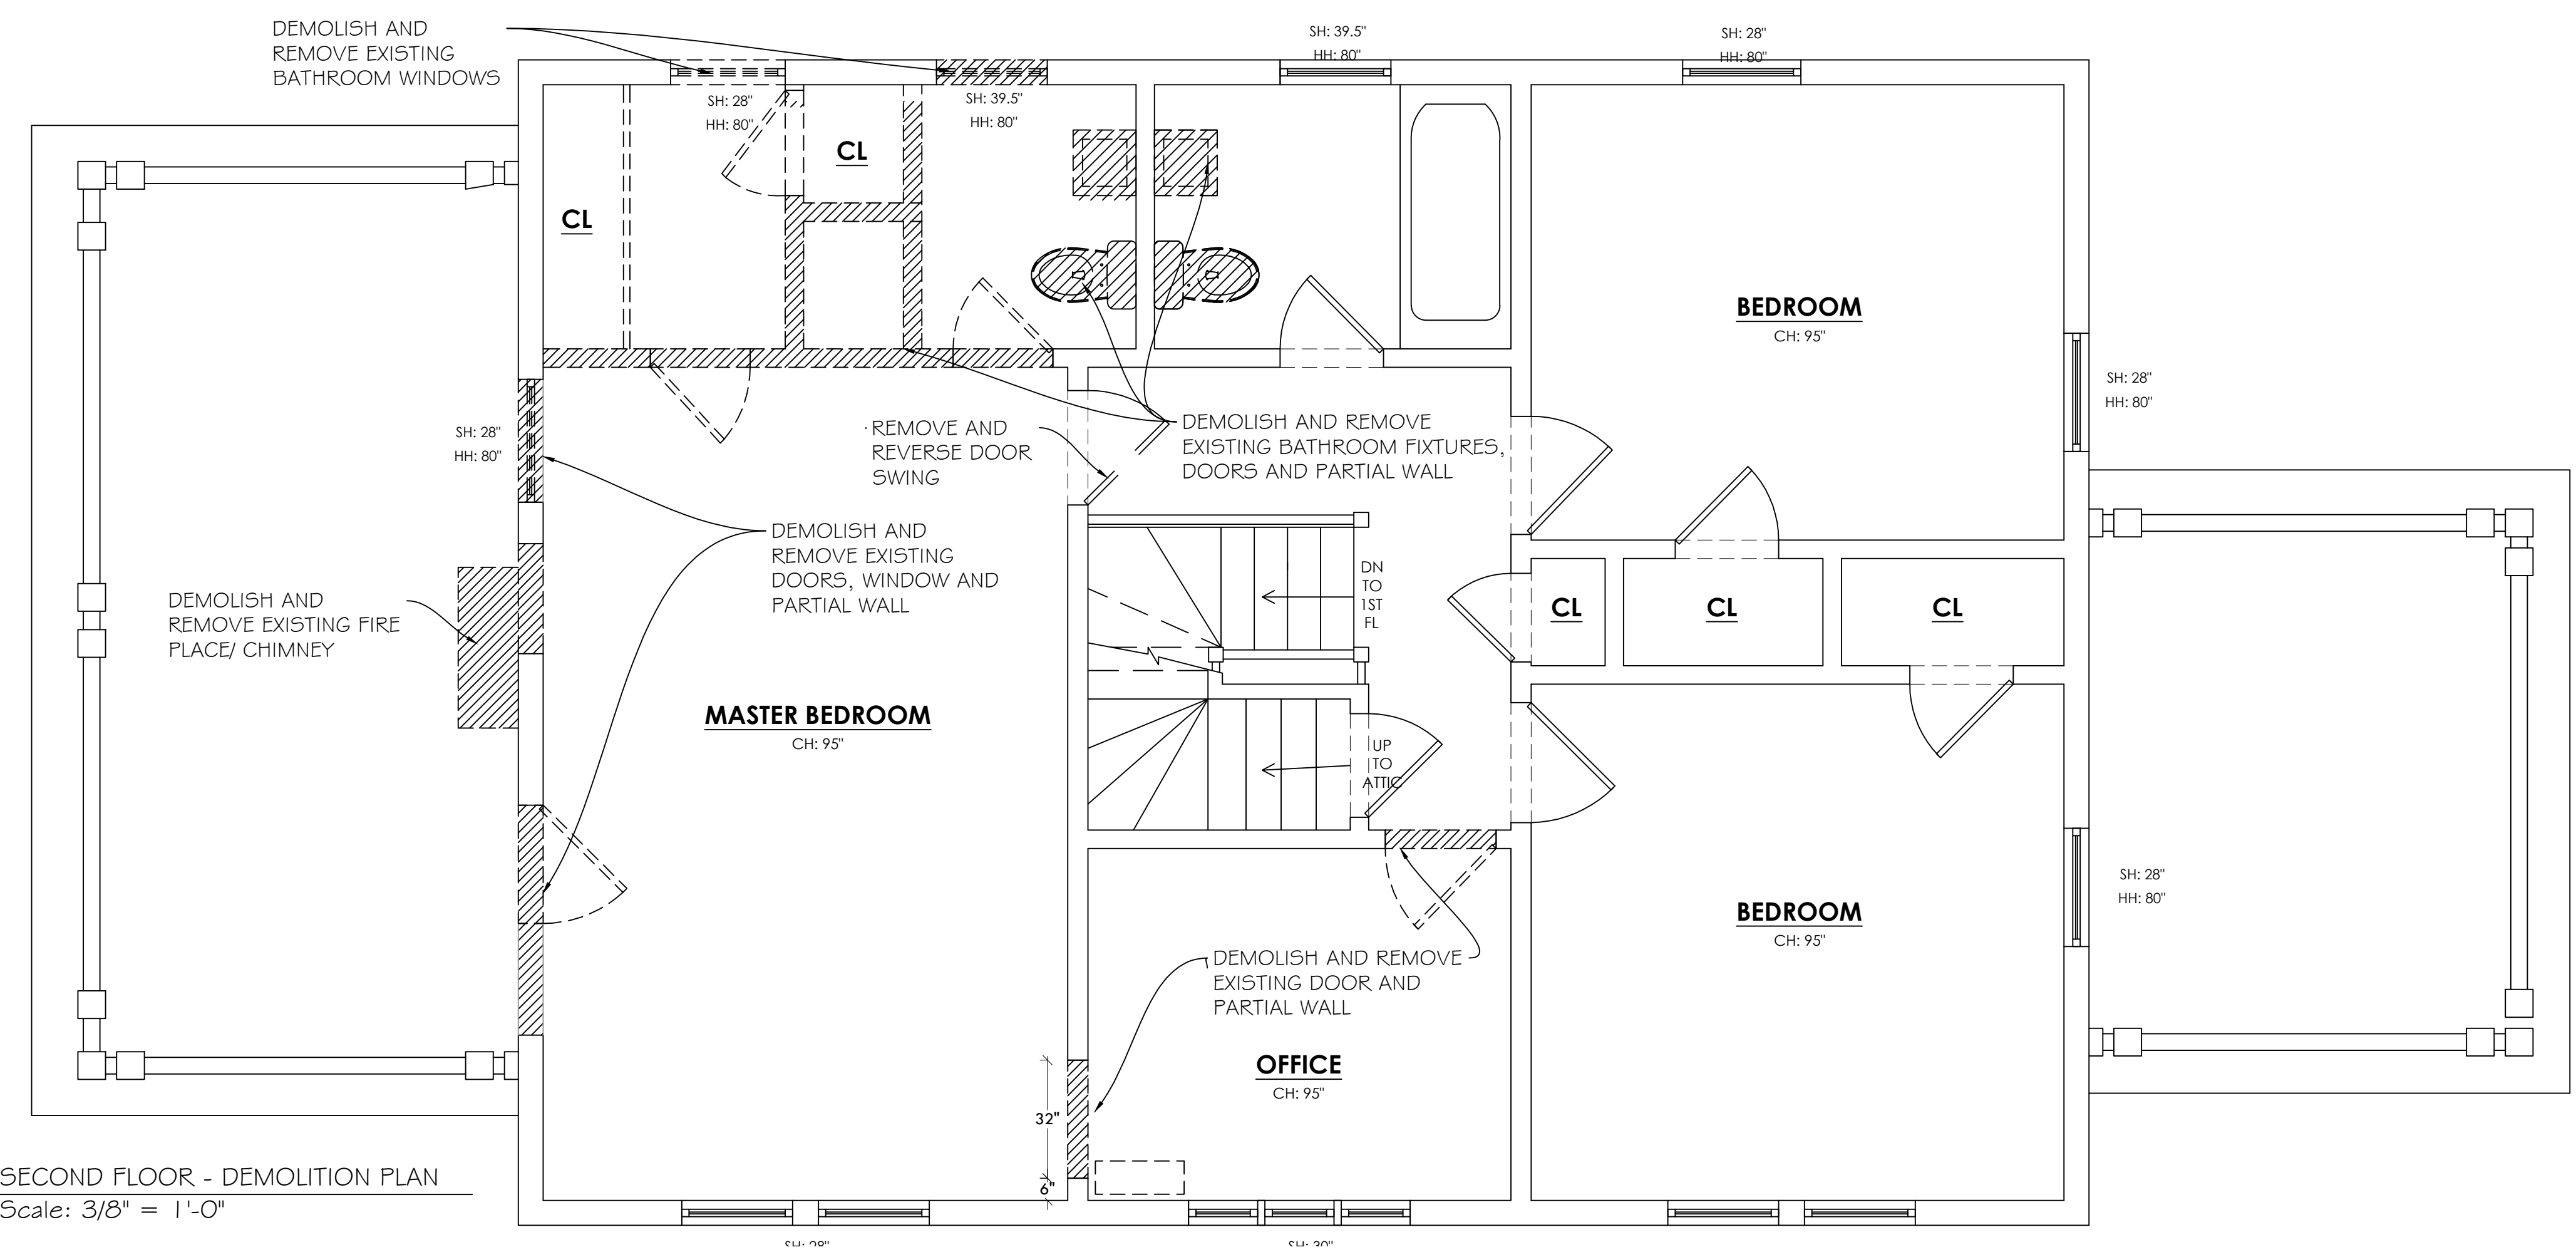 DEMOLISH AND
REMOVE EXISTING
BATHROOM WINDOWS
SH: 39.5"
HH: 80"
SH: 28"
HH: 80"
SH: 28"
HH: 80"
SH: 39.5"
HH: 80"
CL
CL
BEDROOM
CH: 95"
SH: 28"
HH: 80"
SH: 28"
HH: 80"
REMOVE AND
REVERSE DOOR
SWING
DEMOLISH AND REMOVE
EXISTING BATHROOM FIXTURES,
DOORS AND PARTIAL WALL
DEMOLISH AND
REMOVE EXISTING
DOORS, WINDOW AND
PARTIAL WALL
DEMOLISH AND
REMOVE EXISTING FIRE
PLACE/ CHIMNEY
DN
TO
1ST
FL
CL
CL
CL
MASTER BEDROOM
CH: 95"
UP
TO
ATTIC
BEDROOM
CH: 95"
SH: 28"
HH: 80"
DEMOLISH AND REMOVE
EXISTING DOOR AND
PARTIAL WALL
OFFICE
CH: 95"
32"
6"
SECOND FLOOR - DEMOLITION PLAN
Scale: 3/8" = 1'-0"
SH: 28"
SH: 30"